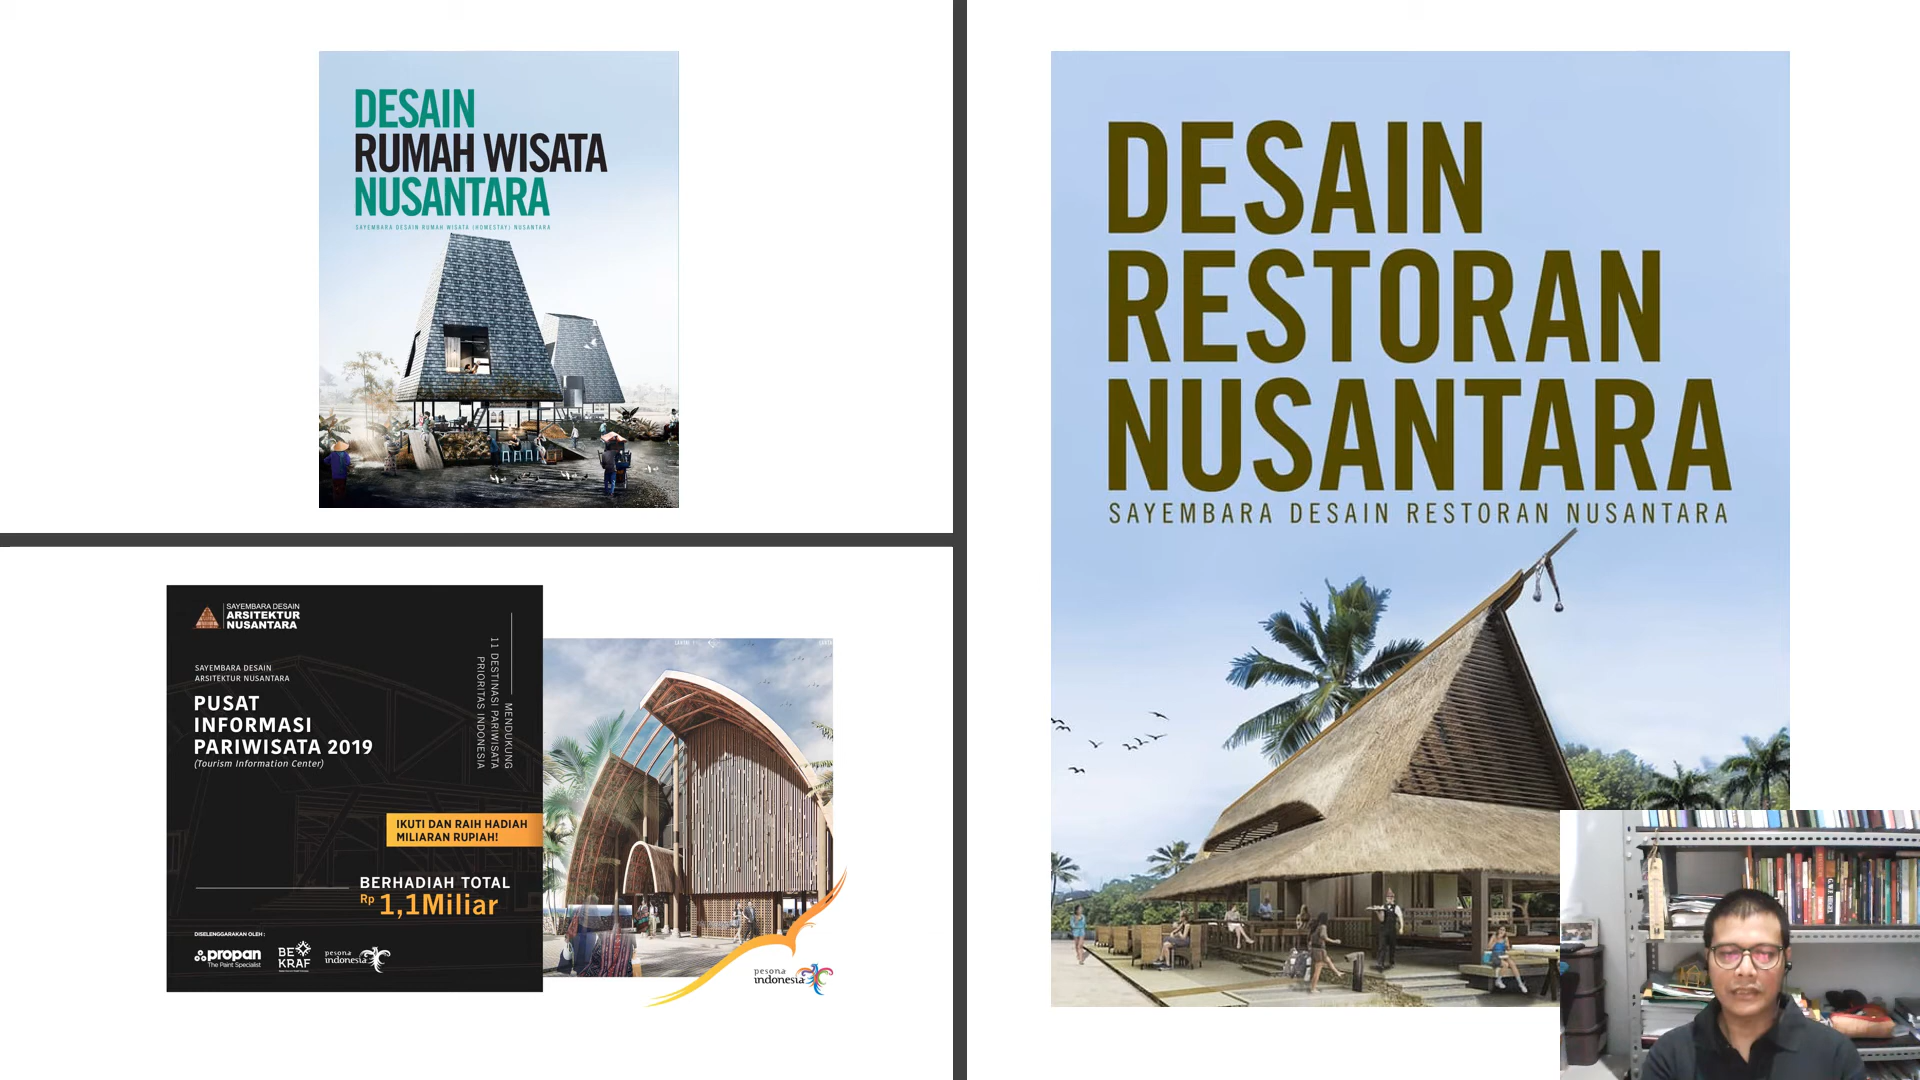 DESAIN
RUMAH WISATA
NUSANTARA
SAYEMBARA DESAIN RUMAH WISATA (HOMESTAY) NUSANTARA
SAYEMBARA DESAIN
ARSITEKTUR
NUSANTARA
SAYEMBARA DESAIN
ARSITEKTUR NUSANTARA
PUSAT
INFORMASI
PARIWISATA 2019
(Tourism Information Center)
MENDUKUNG
11 DESTINASI PARIWISATA
PRIORITAS INDONESIA
IKUTI DAN RAIH HADIAH
MILIARAN RUPIAH!
BERHADIAH TOTAL
Rp 1,1Miliar
DISELENGGARAKAN OLEH :
propan
The Paint Specialist
BE
KRAF
pesona
indonesia
pesona
indonesia
DESAIN
RESTORAN
NUSANTARA
SAYEMBARA DESAIN RESTORAN NUSANTARA